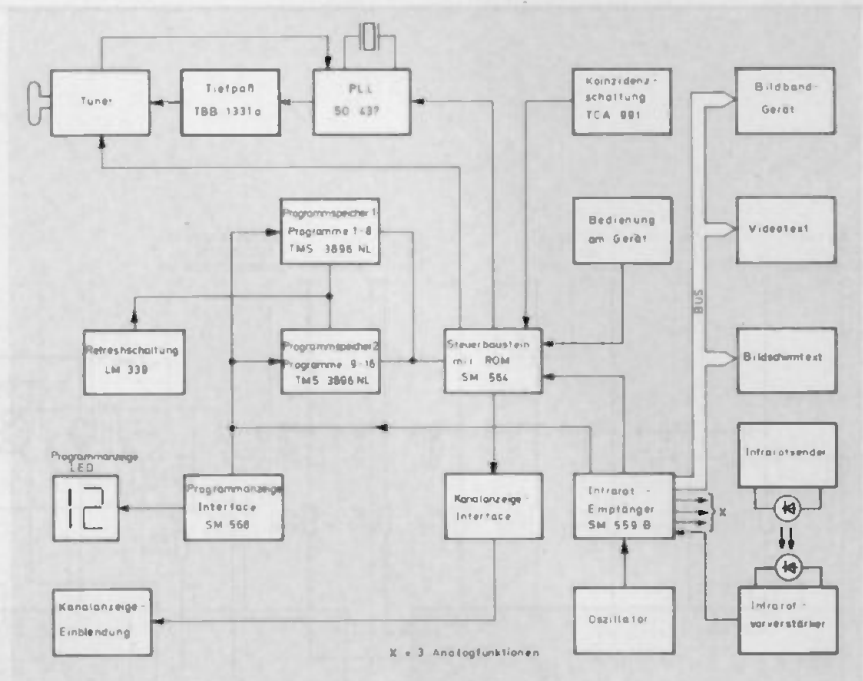 Tuner
Tiefpaß
TBB 1331a
PLL
SO 437
Koinzidenz-
schaltung
TCA 991
Bildband-
Gerät
Programmspeicher 1
Programme 1-8
TMS 3896 NL
Bedienung
am Gerät
Videotext
BUS
Refreshschaltung
LM 339
Programmspeicher 2
Programme 9-16
TMS 3896 NL
Steuerbaustein
mit ROM
SM 564
Bildschirmtext
Programmanzeige
LED
12
Programmanzeige
Interface
SM 568
Kanalanzeige-
Interface
Infrarot-
Empfänger
SM 559 B
X
Infrarotsender
Kanalanzeige-
Einblendung
Oszillator
Infrarot-
vorverstärker
X = 3 Analogfunktionen